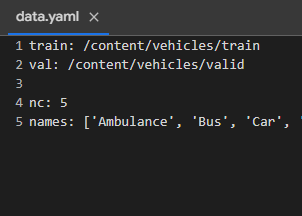 data.yaml ×
1 train: /content/vehicles/train
2 val: /content/vehicles/valid
3
4 nc: 5
5 names: ['Ambulance', 'Bus', 'Car', '